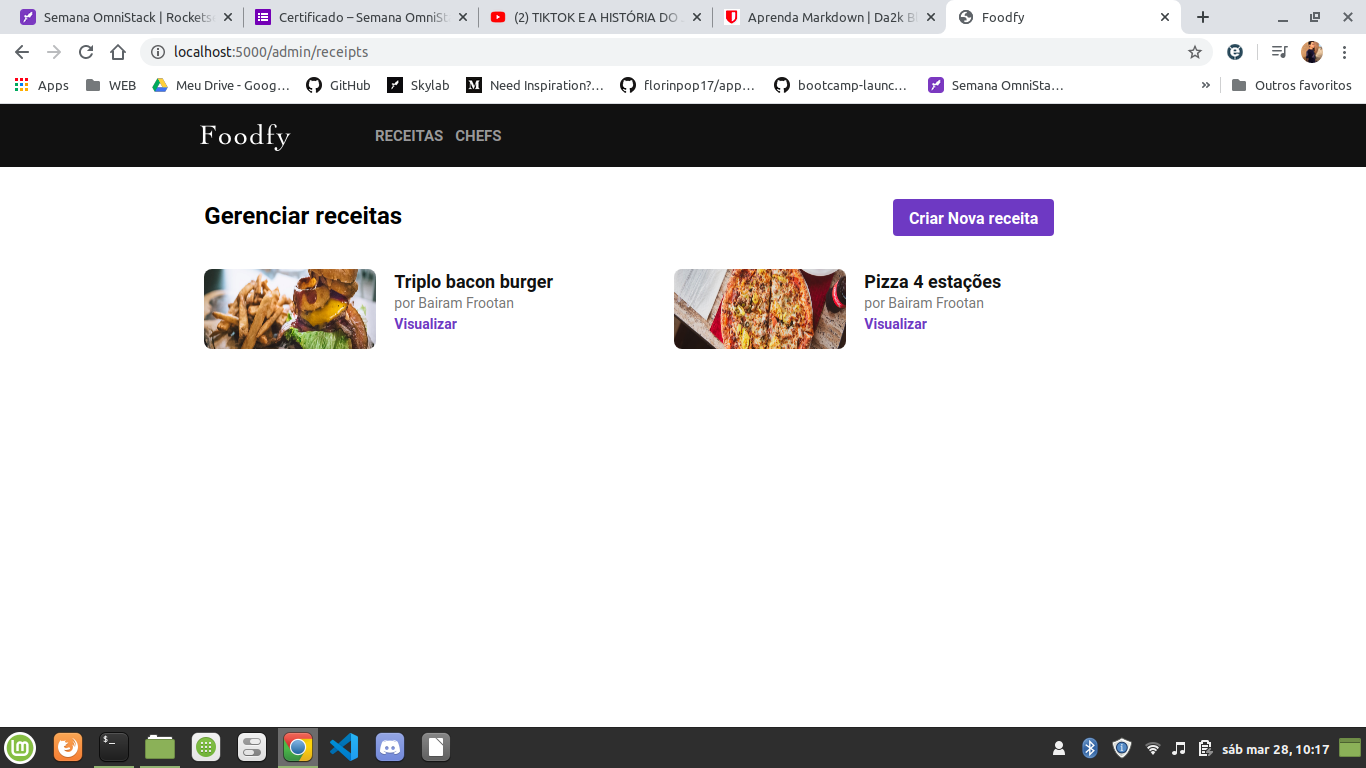 Semana OmniStack | Rockets
Certificado – Semana OmniSt
(2) TIKTOK E A HISTÓRIA DO
Aprenda Markdown | Da2k Bl
Foodfy
localhost:5000/admin/receipts
Apps
WEB
Meu Drive - Goog…
GitHub
Skylab
Need Inspiration?…
florinpop17/app…
bootcamp-launc…
Semana OmniSta…
»
Outros favoritos
Foodfy
RECEITAS
CHEFS
Gerenciar receitas
Criar Nova receita
Triplo bacon burger
por Bairam Frootan
Visualizar
Pizza 4 estações
por Bairam Frootan
Visualizar
sáb mar 28, 10:17